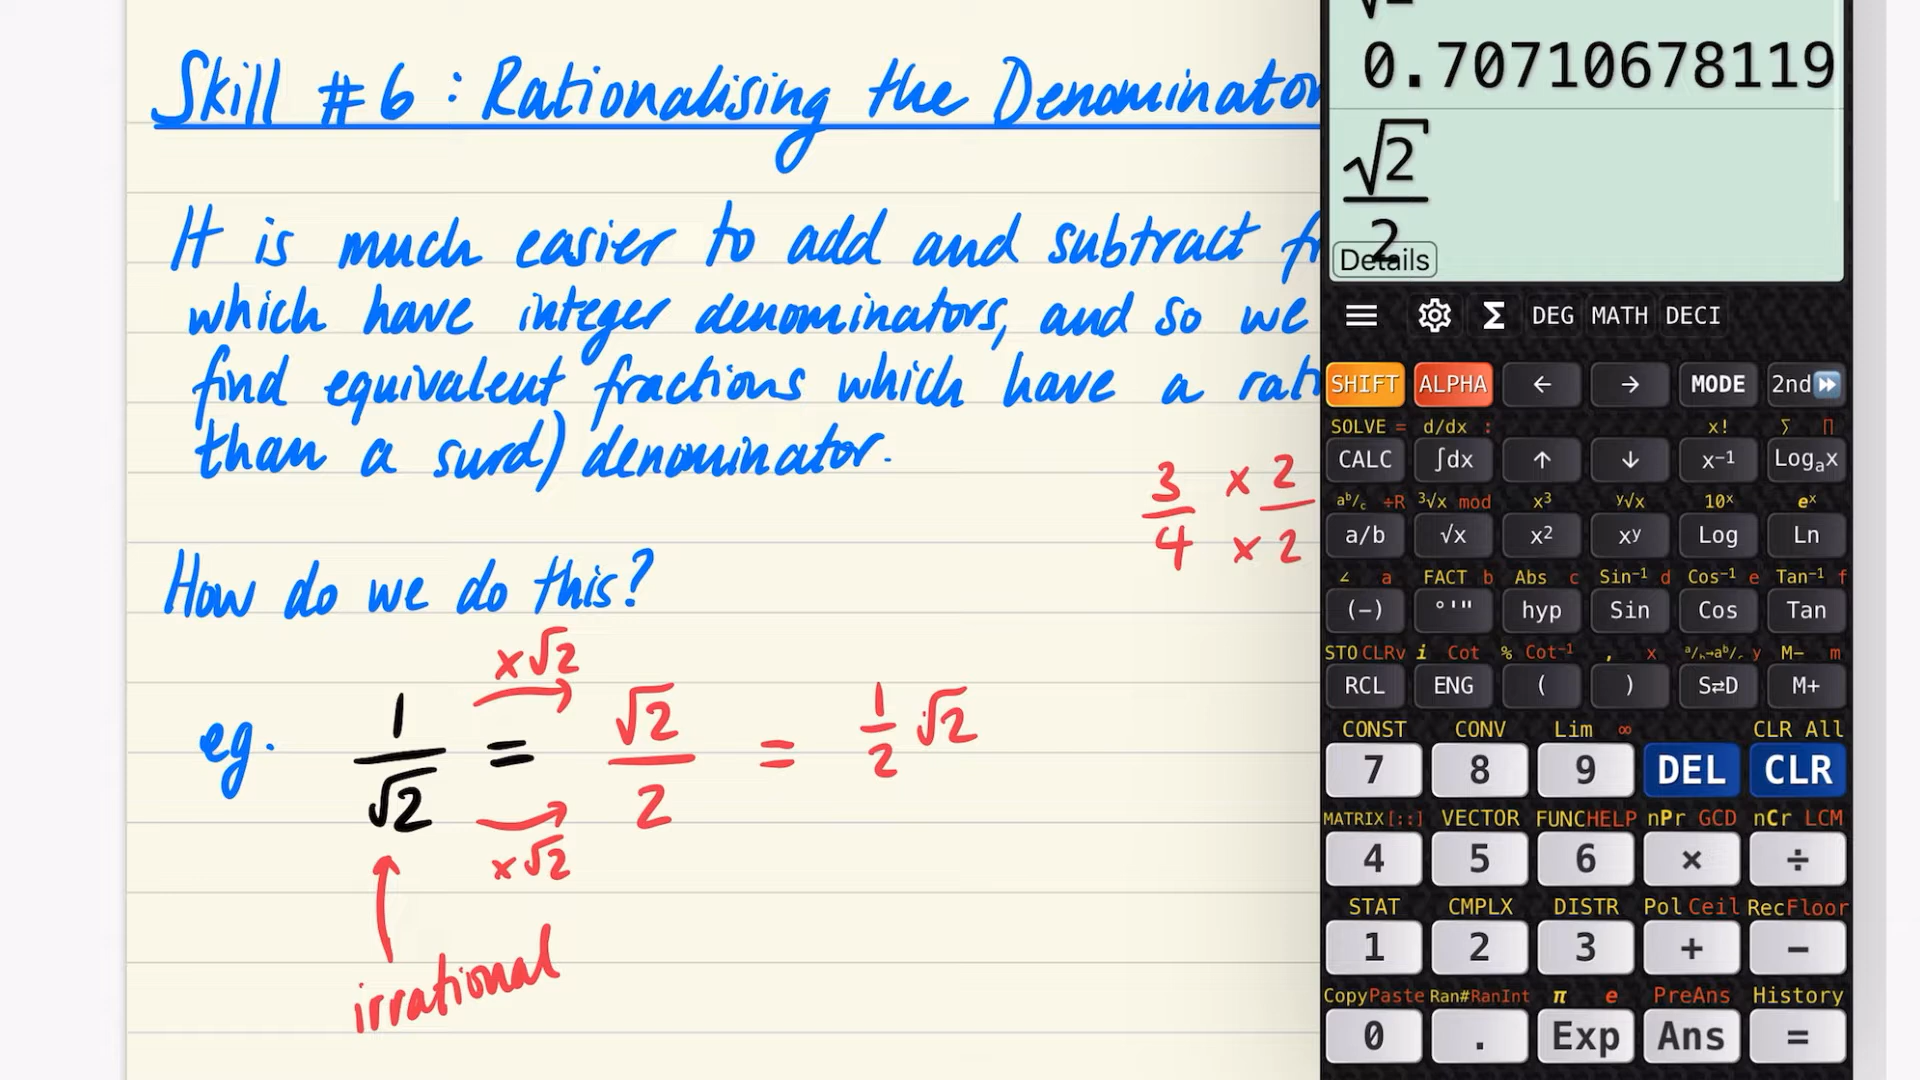 Skill #6: Rationalising the Denominator
It is much easier to add and subtract
which have integer denominators, and so we
find equivalent fractions which have a
than a surd) denominator.
3/4 × 2/× 2
How do we do this?
eg. 1/√2 = √2/2 = 1/2 √2
×√2
×√2
irrational
0.70710678119
√2/2
Details
DEG MATH DECI
SHIFT ALPHA ← → MODE 2nd
SOLVE = d/dx : x! ∑ ∏
CALC ∫dx ↑ ↓ x⁻¹ Logₐx
aᵇ/c ÷R ³√x mod x³ ʸ√x 10ˣ eˣ
a/b √x x² xʸ Log Ln
∠ a FACT b Abs c Sin⁻¹ d Cos⁻¹ e Tan⁻¹ f
(−) °'" hyp Sin Cos Tan
STO CLRv i Cot % Cot⁻¹ , x y M− m
RCL ENG ( ) S⇄D M+
CONST CONV Lim ∞ CLR All
7 8 9 DEL CLR
MATRIX[::] VECTOR FUNC HELP nPr GCD nCr LCM
4 5 6 × ÷
STAT CMPLX DISTR Pol Ceil Rec Floor
1 2 3 + −
Copy Paste Ran# RanInt π e PreAns History
0 . Exp Ans =